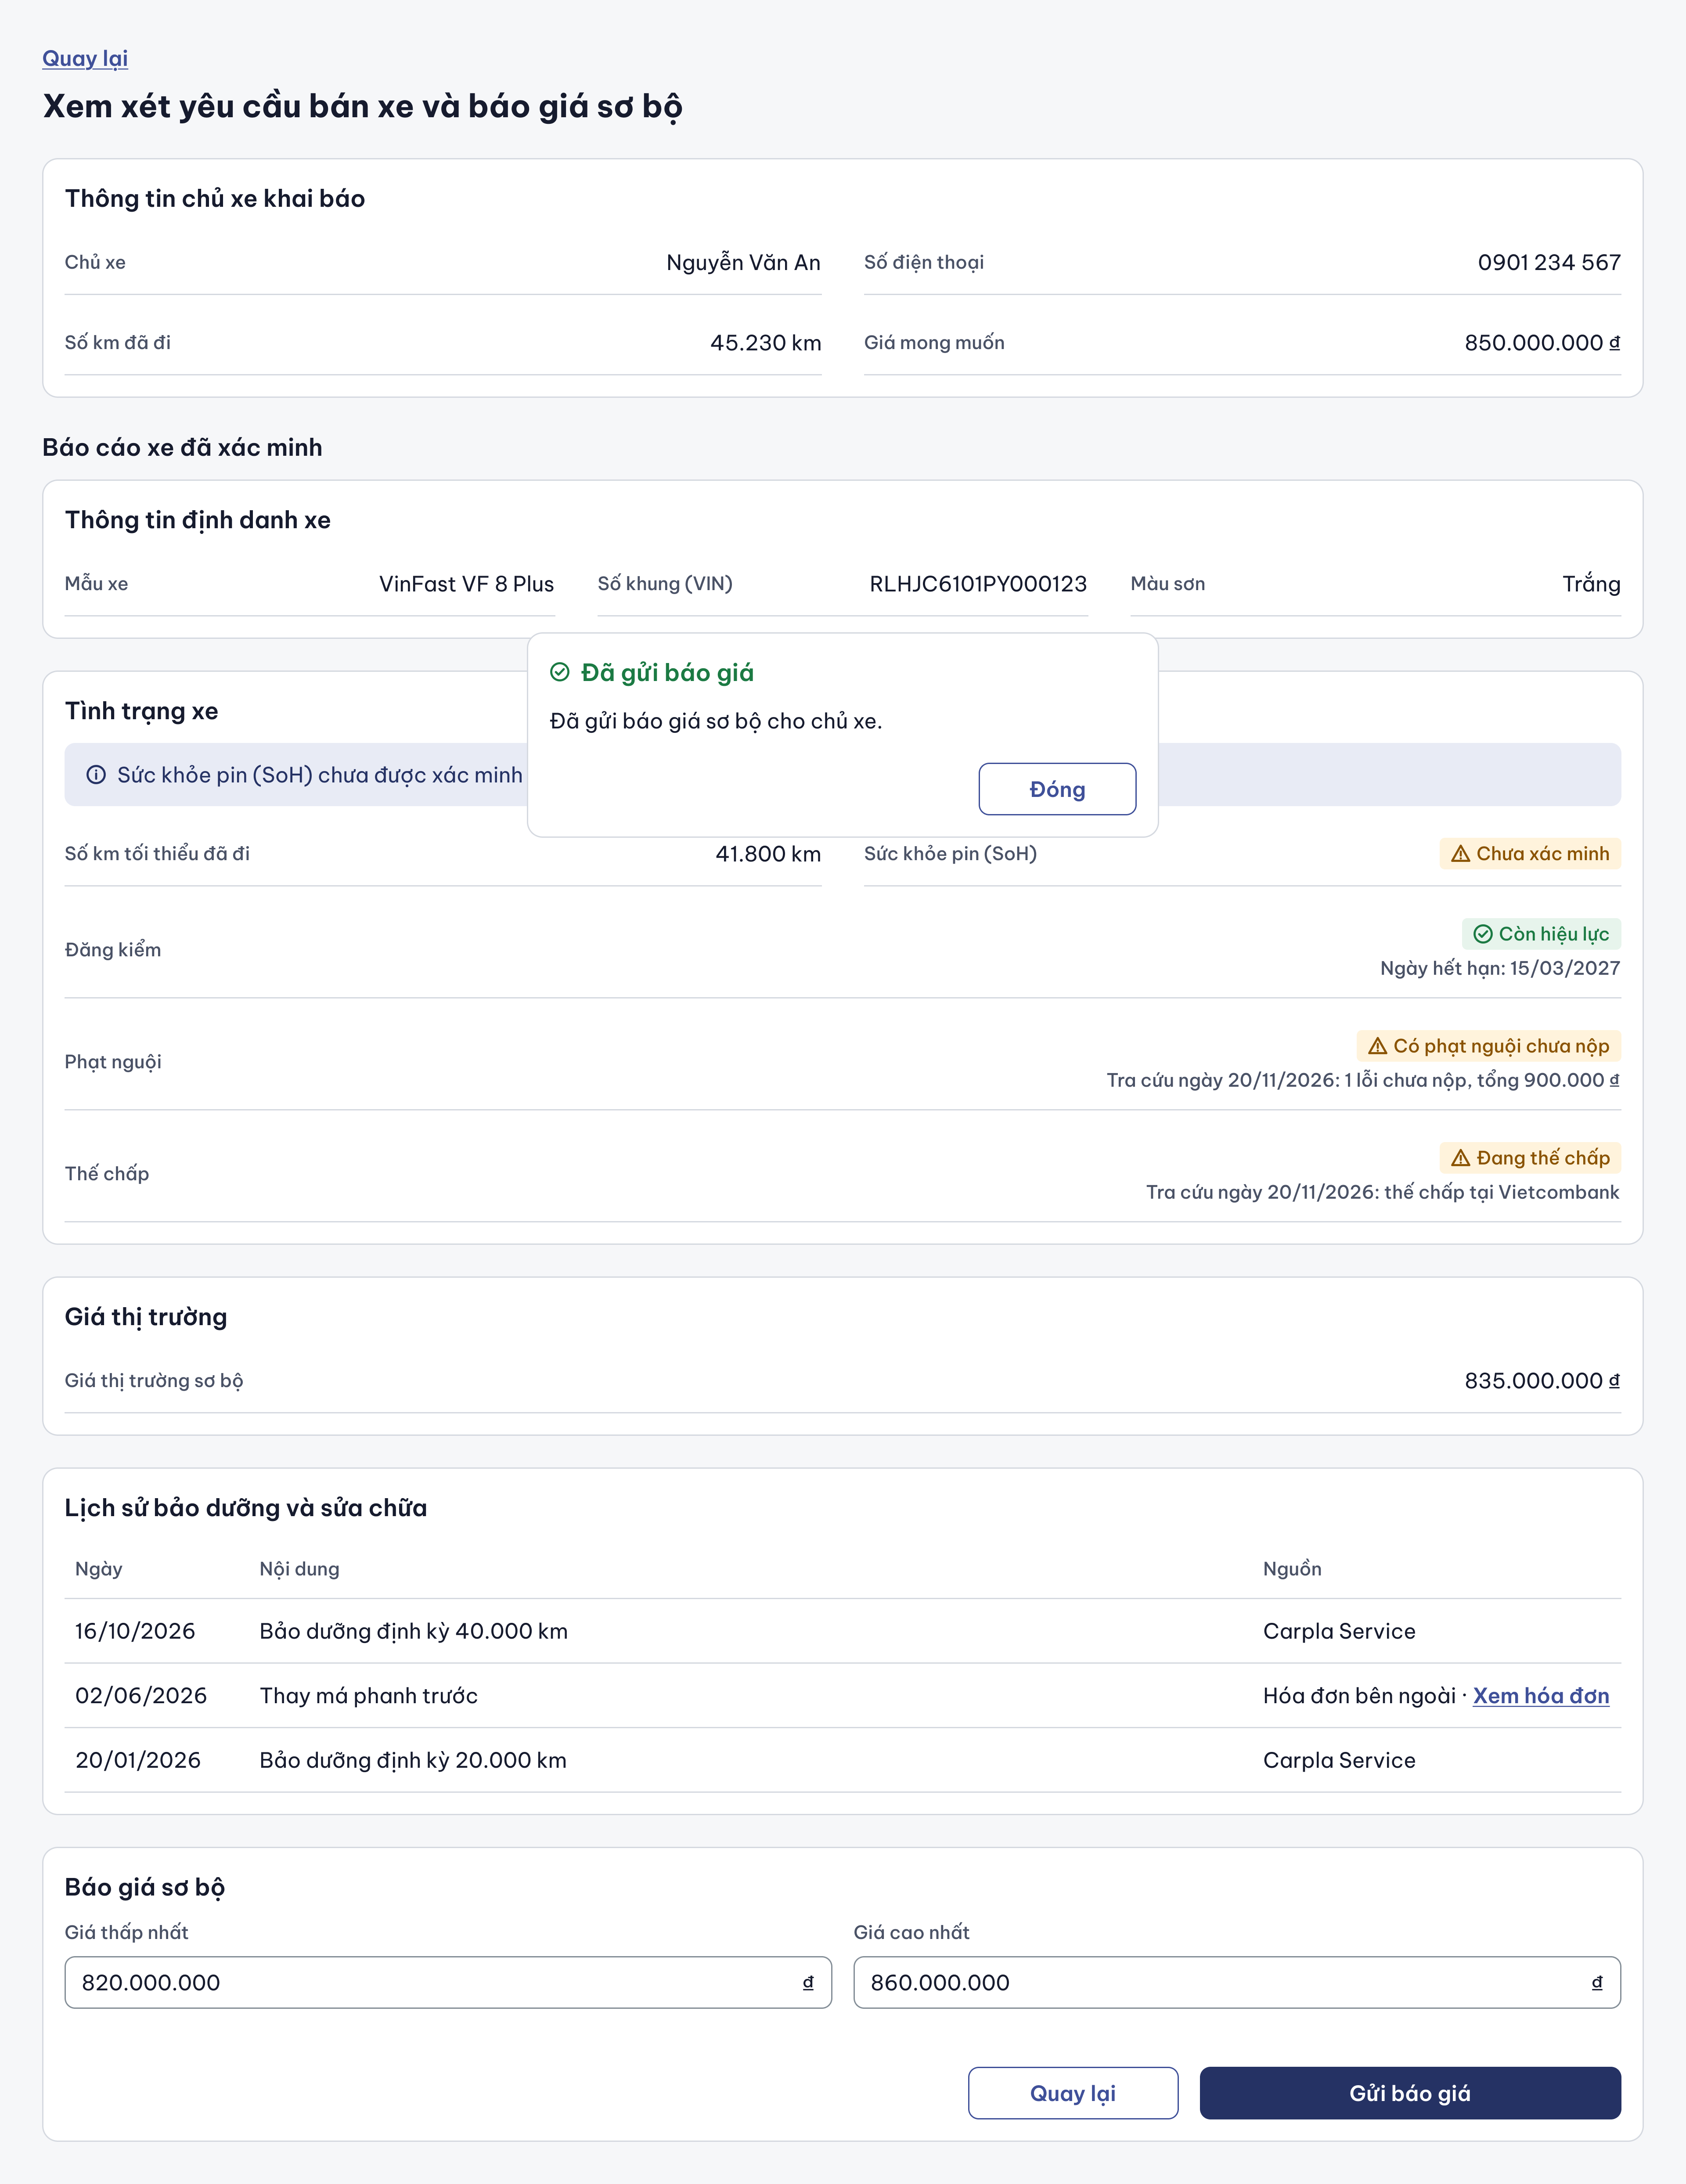 Quay lại
Xem xét yêu cầu bán xe và báo giá sơ bộ
Thông tin chủ xe khai báo
Chủ xe Nguyễn Văn An Số điện thoại 0901 234 567
Số km đã đi 45.230 km Giá mong muốn 850.000.000 ₫
Báo cáo xe đã xác minh
Thông tin định danh xe
Mẫu xe VinFast VF 8 Plus Số khung (VIN) RLHJC6101PY000123 Màu sơn Trắng
Đã gửi báo giá
Đã gửi báo giá sơ bộ cho chủ xe.
Đóng
Tình trạng xe
Sức khỏe pin (SoH) chưa được xác minh
Số km tối thiểu đã đi 41.800 km Sức khỏe pin (SoH) Chưa xác minh
Đăng kiểm Còn hiệu lực
Ngày hết hạn: 15/03/2027
Phạt nguội Có phạt nguội chưa nộp
Tra cứu ngày 20/11/2026: 1 lỗi chưa nộp, tổng 900.000 ₫
Thế chấp Đang thế chấp
Tra cứu ngày 20/11/2026: thế chấp tại Vietcombank
Giá thị trường
Giá thị trường sơ bộ 835.000.000 ₫
Lịch sử bảo dưỡng và sửa chữa
Ngày Nội dung Nguồn
16/10/2026 Bảo dưỡng định kỳ 40.000 km Carpla Service
02/06/2026 Thay má phanh trước Hóa đơn bên ngoài · Xem hóa đơn
20/01/2026 Bảo dưỡng định kỳ 20.000 km Carpla Service
Báo giá sơ bộ
Giá thấp nhất Giá cao nhất
820.000.000 ₫ 860.000.000 ₫
Quay lại Gửi báo giá